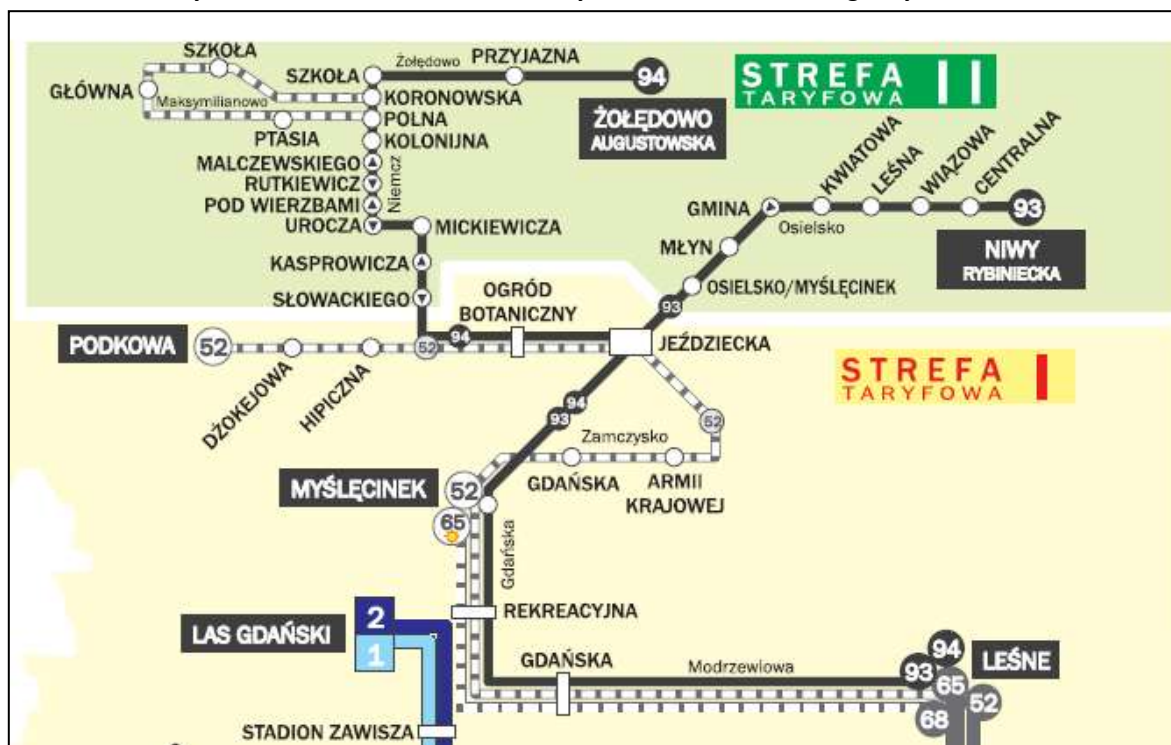 SZKOŁA
GŁÓWNA
Maksymilianowo
PTASIA
SZKOŁA
Żołędowo
PRZYJAZNA
94
ŻOŁĘDOWO
AUGUSTOWSKA
STREFA II
TARYFOWA
KORONOWSKA
POLNA
KOLONIJNA
MALCZEWSKIEGO
RUTKIEWICZ
POD WIERZBAMI
UROCZA
Niemcz
MICKIEWICZA
KASPROWICZA
SŁOWACKIEGO
GMINA
KWIATOWA
LEŚNA
WIĄZOWA
CENTRALNA
93
Osielsko
NIWY
RYBINIECKA
MŁYN
OSIELSKO/MYŚLĘCINEK
93
OGRÓD
BOTANICZNY
PODKOWA
52
52
94
JEŹDZIECKA
DŻOKEJOWA
HIPICZNA
STREFA I
TARYFOWA
94
93
52
Zamczysko
GDAŃSKA
ARMII
KRAJOWEJ
MYŚLĘCINEK
52
65
Gdańska
REKREACYJNA
LAS GDAŃSKI
2
1
GDAŃSKA
Modrzewiowa
94
93
65
52
68
LEŚNE
STADION ZAWISZA